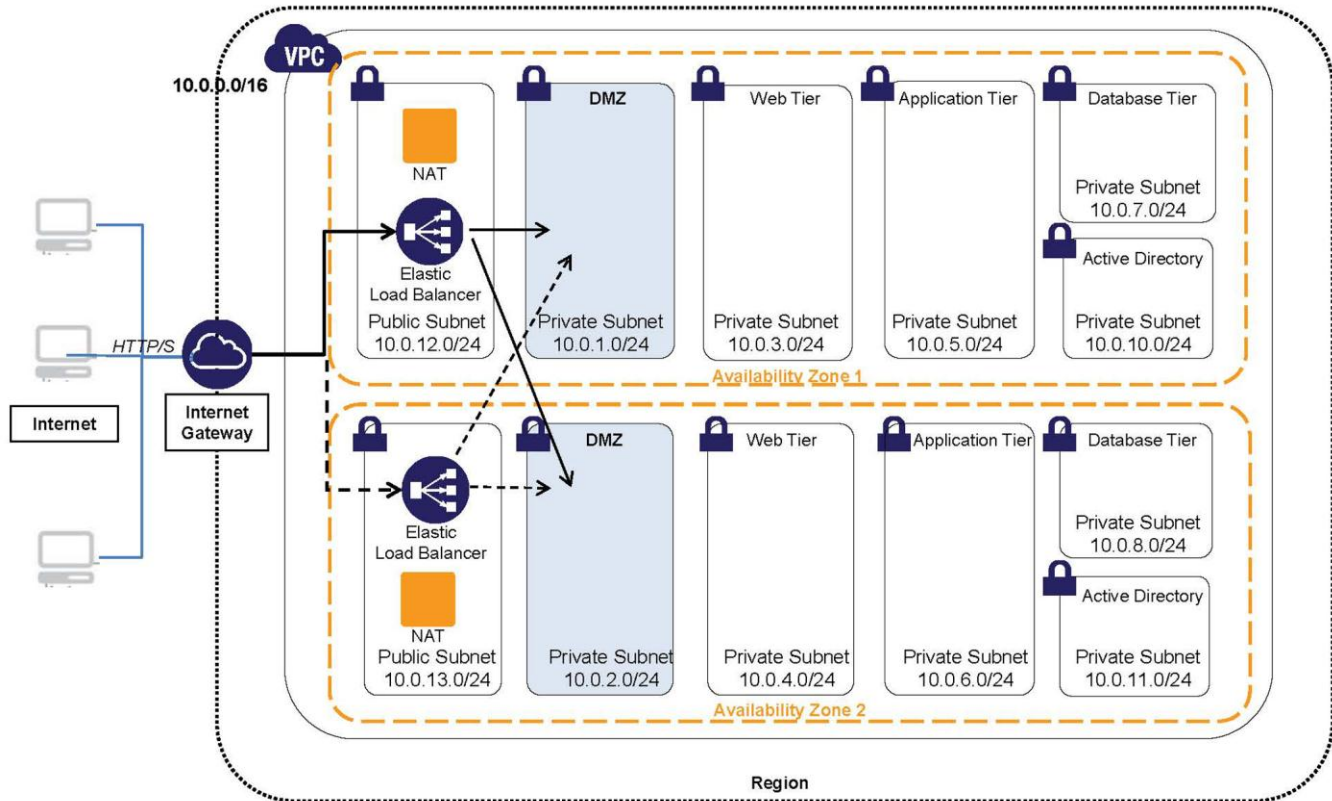 VPC
10.0.0.0/16
DMZ
Web Tier
Application Tier
Database Tier
NAT
Private Subnet
10.0.7.0/24
Active Directory
Elastic
Load Balancer
Public Subnet
10.0.12.0/24
Private Subnet
10.0.1.0/24
Private Subnet
10.0.3.0/24
Private Subnet
10.0.5.0/24
Private Subnet
10.0.10.0/24
Availability Zone 1
HTTP/S
Internet
Internet
Gateway
DMZ
Web Tier
Application Tier
Database Tier
Elastic
Load Balancer
Private Subnet
10.0.8.0/24
Active Directory
NAT
Public Subnet
10.0.13.0/24
Private Subnet
10.0.2.0/24
Private Subnet
10.0.4.0/24
Private Subnet
10.0.6.0/24
Private Subnet
10.0.11.0/24
Availability Zone 2
Region